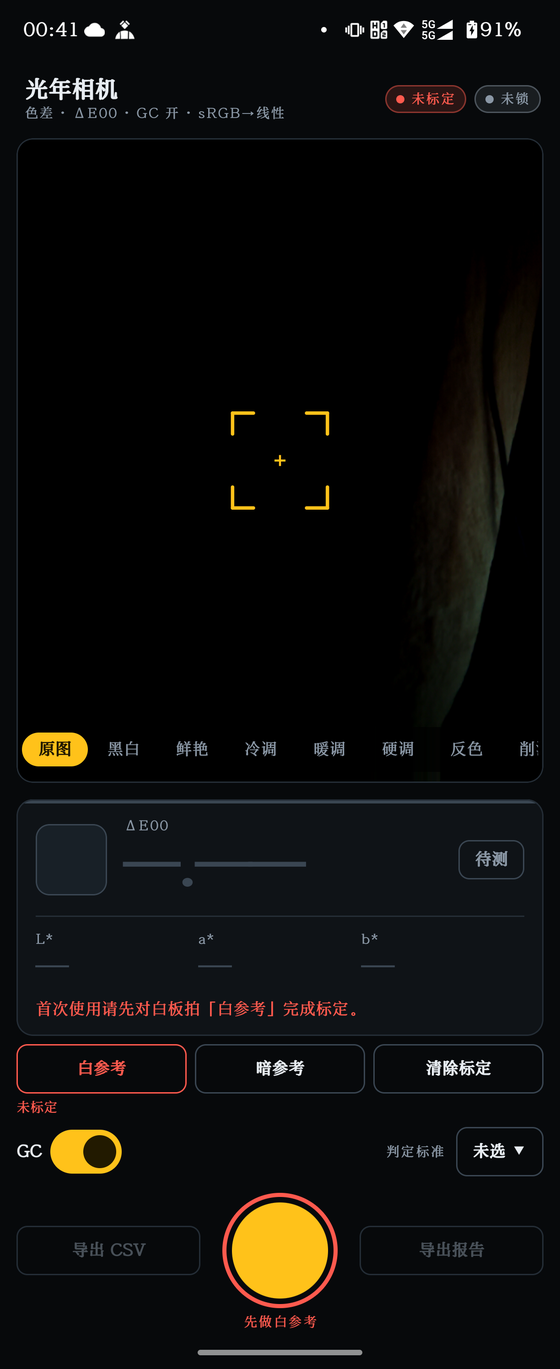 00:41 5G 5G 91%
光年相机
色差 · ΔE00 · GC 开 · sRGB→线性
未标定 未锁
原图 黑白 鲜艳 冷调 暖调 硬调 反色 削
ΔE00
待测
L* a* b*
首次使用请先对白板拍「白参考」完成标定。
白参考 暗参考 清除标定
未标定
GC 判定标准 未选 ▼
导出 CSV 导出报告
先做白参考